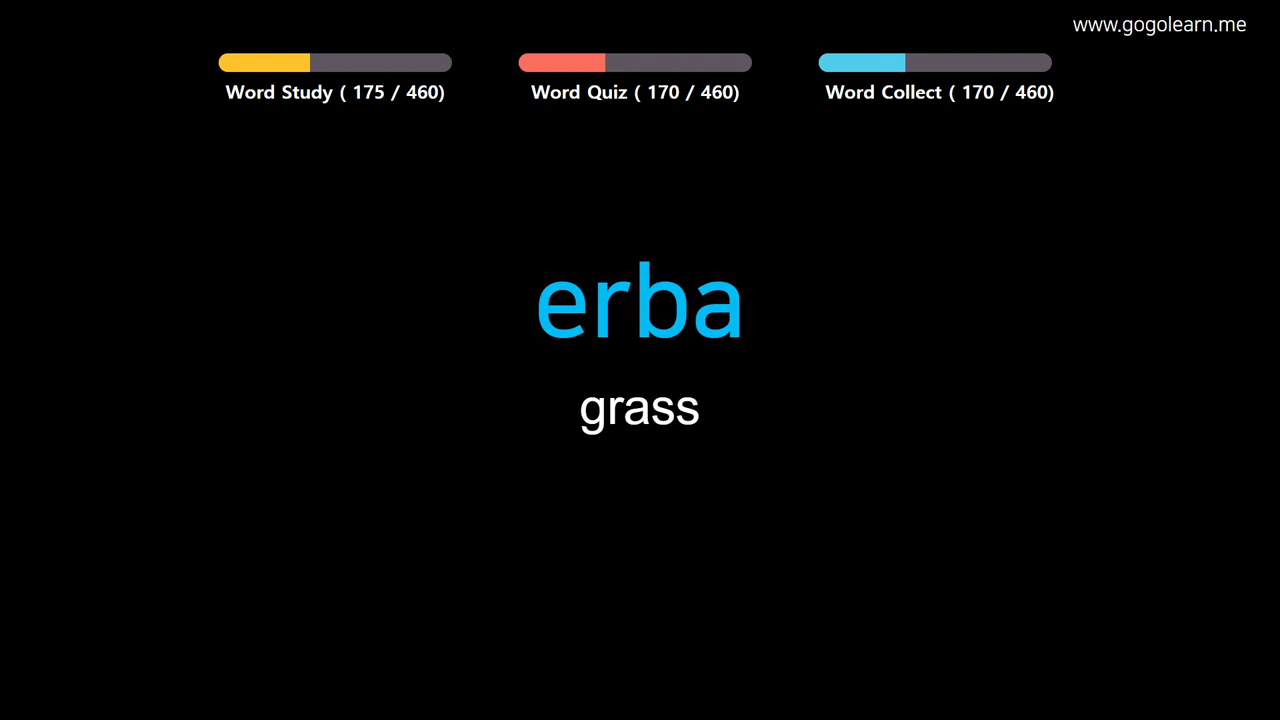 www.gogolearn.me
Word Study ( 175 / 460)
Word Quiz ( 170 / 460)
Word Collect ( 170 / 460)
erba
grass